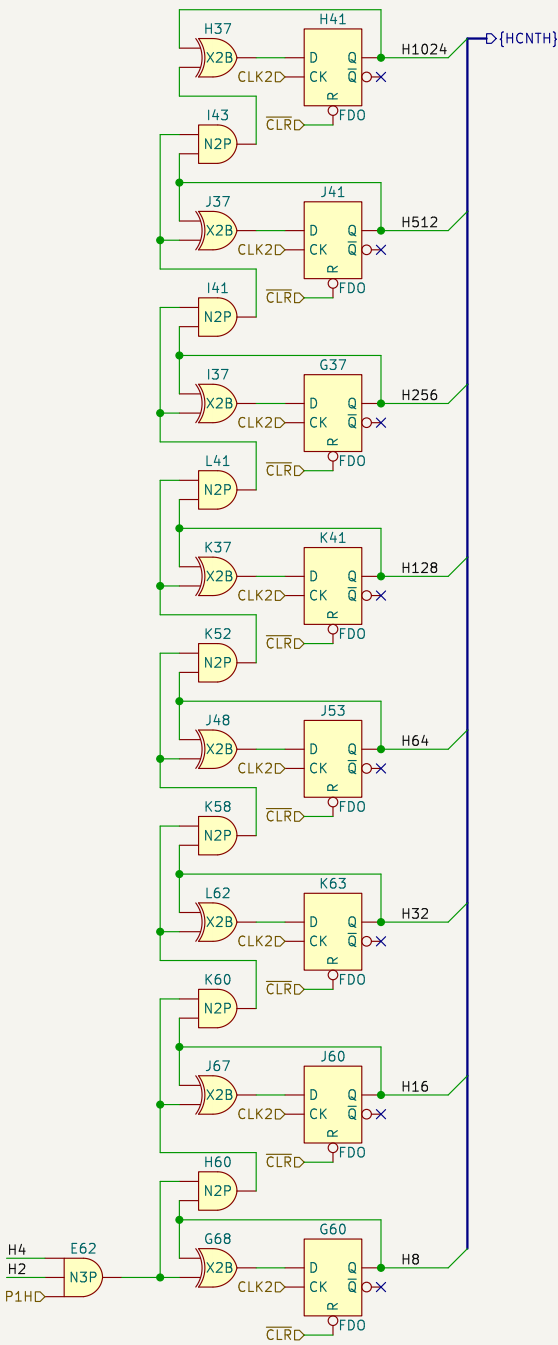 H37
H41
X2B
D
Q
CK
Q
R
FDO
CLK2
CLR
H1024
{HCNTH}
I43
N2P
J37
J41
X2B
D
Q
CK
Q
R
FDO
CLK2
CLR
H512
I41
N2P
I37
G37
X2B
D
Q
CK
Q
R
FDO
CLK2
CLR
H256
L41
N2P
K37
K41
X2B
D
Q
CK
Q
R
FDO
CLK2
CLR
H128
K52
N2P
J48
J53
X2B
D
Q
CK
Q
R
FDO
CLK2
CLR
H64
K58
N2P
L62
K63
X2B
D
Q
CK
Q
R
FDO
CLK2
CLR
H32
K60
N2P
J67
J60
X2B
D
Q
CK
Q
R
FDO
CLK2
CLR
H16
H60
N2P
G68
G60
X2B
D
Q
CK
Q
R
FDO
CLK2
CLR
H8
E62
H4
H2
P1H
N3P